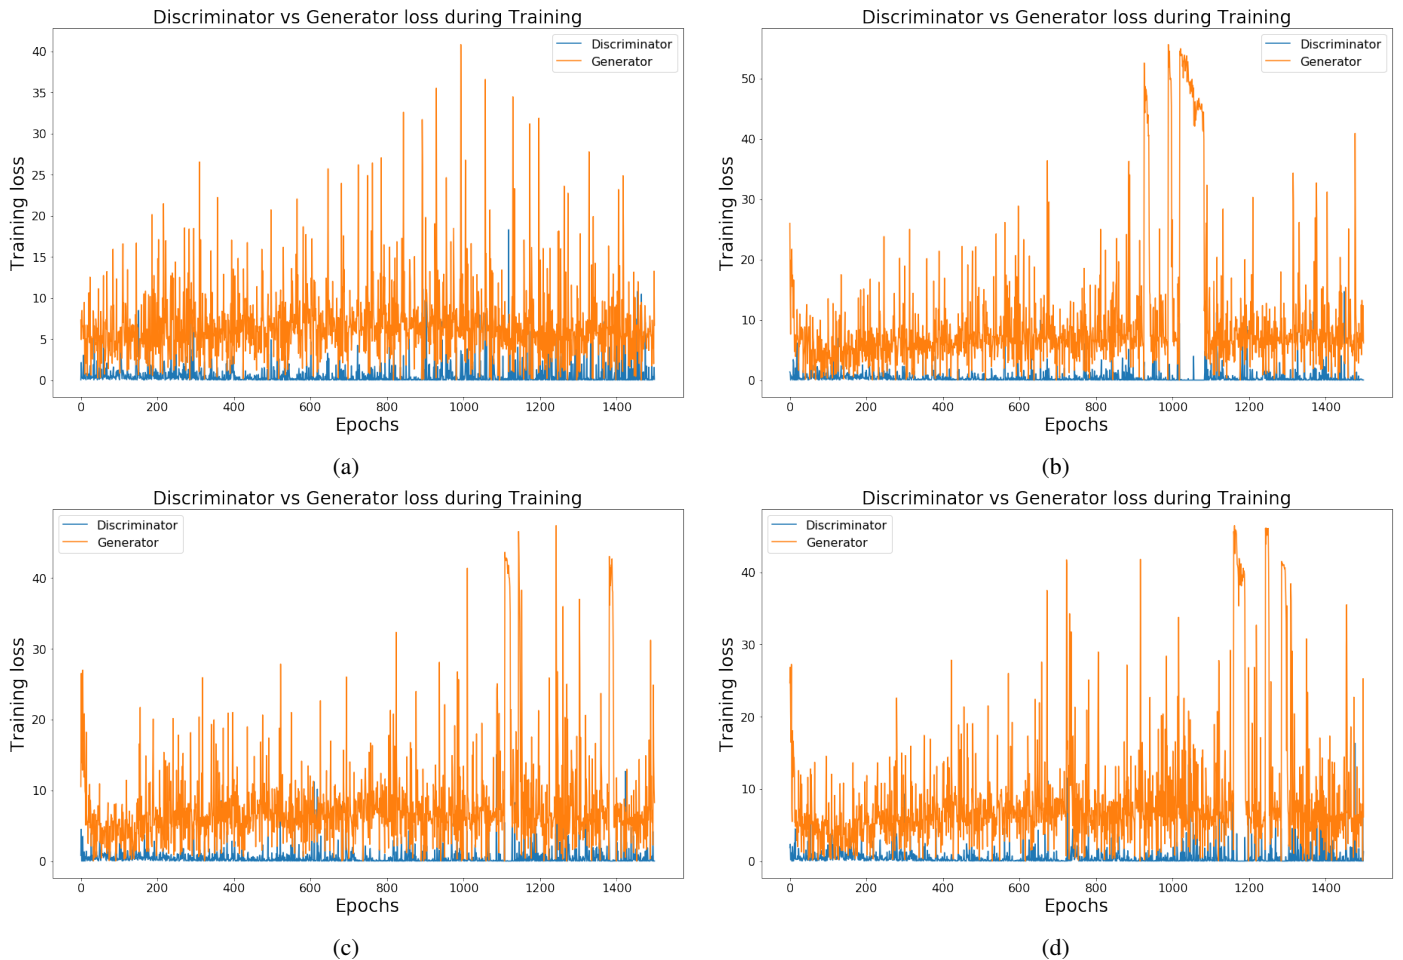 Discriminator vs Generator loss during Training
Discriminator
Generator
Training loss
40
35
30
25
20
15
10
5
0
0 200 400 600 800 1000 1200 1400
Epochs
(a)
Discriminator vs Generator loss during Training
Discriminator
Generator
Training loss
50
40
30
20
10
0
0 200 400 600 800 1000 1200 1400
Epochs
(b)
Discriminator vs Generator loss during Training
Discriminator
Generator
Training loss
40
30
20
10
0
0 200 400 600 800 1000 1200 1400
Epochs
(c)
Discriminator vs Generator loss during Training
Discriminator
Generator
Training loss
40
30
20
10
0
0 200 400 600 800 1000 1200 1400
Epochs
(d)